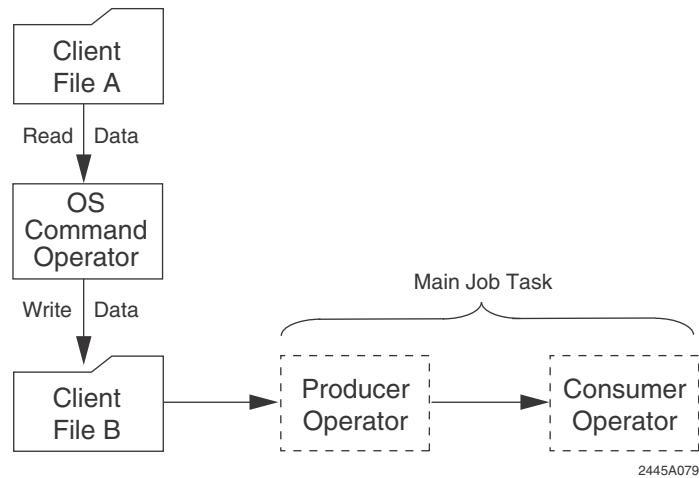 Client
File A
Read Data
OS
Command
Operator
Write Data
Main Job Task
Client
File B
Producer
Operator
Consumer
Operator
2445A079